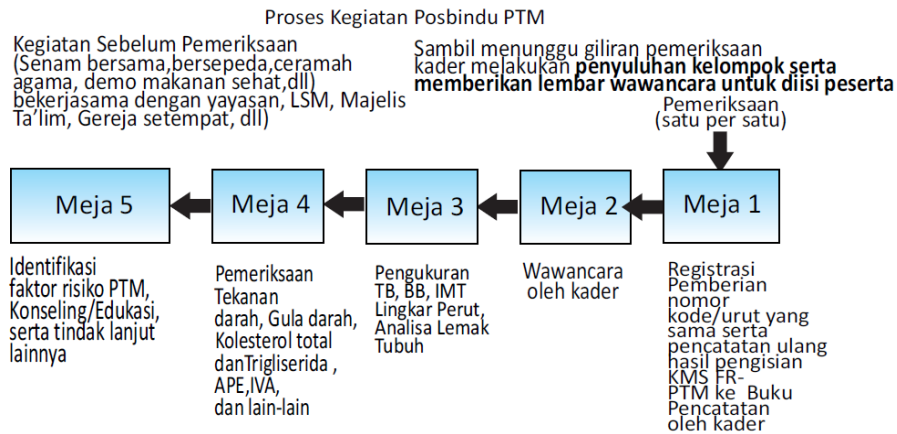 Proses Kegiatan Posbindu PTM
Kegiatan Sebelum Pemeriksaan
(Senam bersama,bersepeda,ceramah
agama, demo makanan sehat,dll)
bekerjasama dengan yayasan, LSM, Majelis
Ta'lim, Gereja setempat, dll)
Sambil menunggu giliran pemeriksaan
kader melakukan penyuluhan kelompok serta
memberikan lembar wawancara untuk diisi peserta
Pemeriksaan
(satu per satu)
Meja 5
Meja 4
Meja 3
Meja 2
Meja 1
Identifikasi
faktor risiko PTM,
Konseling/Edukasi,
serta tindak lanjut
lainnya
Pemeriksaan
Tekanan
darah, Gula darah,
Kolesterol total
danTrigliserida ,
APE,IVA,
dan lain-lain
Pengukuran
TB, BB, IMT
Lingkar Perut,
Analisa Lemak
Tubuh
Wawancara
oleh kader
Registrasi
Pemberian
nomor
kode/urut yang
sama serta
pencatatan ulang
hasil pengisian
KMS FR-
PTM ke Buku
Pencatatan
oleh kader